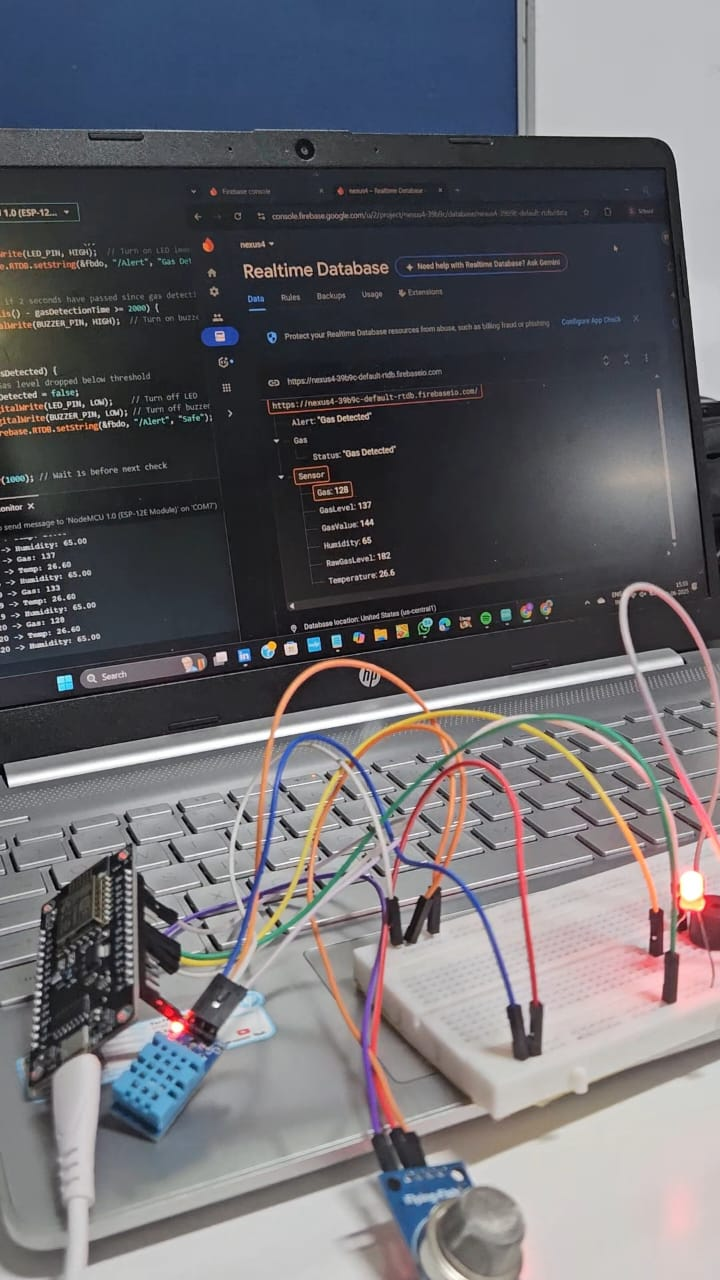 Firebase console
nexus4 – Realtime Database
1.0 (ESP-12...
console.firebase.google.com/u/2/project/nexus4-39b9c/database/nexus4-39b9c-default-rtdb/data
nexus4
Realtime Database
Need help with Realtime Database? Ask Gemini
Data Rules Backups Usage Extensions
Protect your Realtime Database resources from abuse, such as billing fraud or phishing Configure App Check
https://nexus4-39b9c-default-rtdb.firebaseio.com
https://nexus4-39b9c-default-rtdb.firebaseio.com/
Alert: "Gas Detected"
Gas
Status: "Gas Detected"
Sensor
Gas: 128
GasLevel: 137
GasValue: 144
Humidity: 65
RawGasLevel: 182
Temperature: 26.6
Database location: United States (us-central1)
Write(LED_PIN, HIGH); // Turn on LED
e.RTDB.setString(&fbdo, "/Alert", "Gas Det
if 2 seconds have passed since gas detecti
is() - gasDetectionTime >= 2000) {
alWrite(BUZZER_PIN, HIGH); // Turn on buzz
sDetected) {
as level dropped below threshold
Detected = false;
gitalWrite(LED_PIN, LOW); // Turn off LED
gitalWrite(BUZZER_PIN, LOW); // Turn off buzzer
rebase.RTDB.setString(&fbdo, "/Alert", "Safe");
(1000); // Wait 1s before next check
onitor
o send message to 'NodeMCU 1.0 (ESP-12E Module)' on 'COM7')
-> Humidity: 65.00
-> Gas: 137
-> Temp: 26.60
-> Humidity: 65.00
-> Gas: 133
-> Temp: 26.60
-> Humidity: 65.00
-> Gas: 128
-> Temp: 26.60
-> Humidity: 65.00
Search
hp